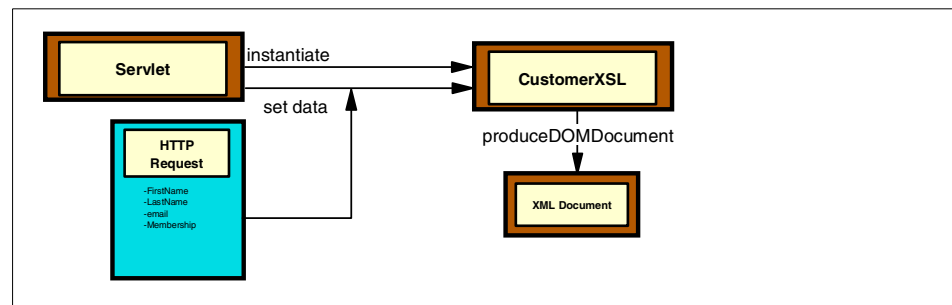 Servlet
instantiate
CustomerXSL
set data
produceDOMDocument
HTTP
Request
-FirstName
-LastName
-email
-Membership
XML Document